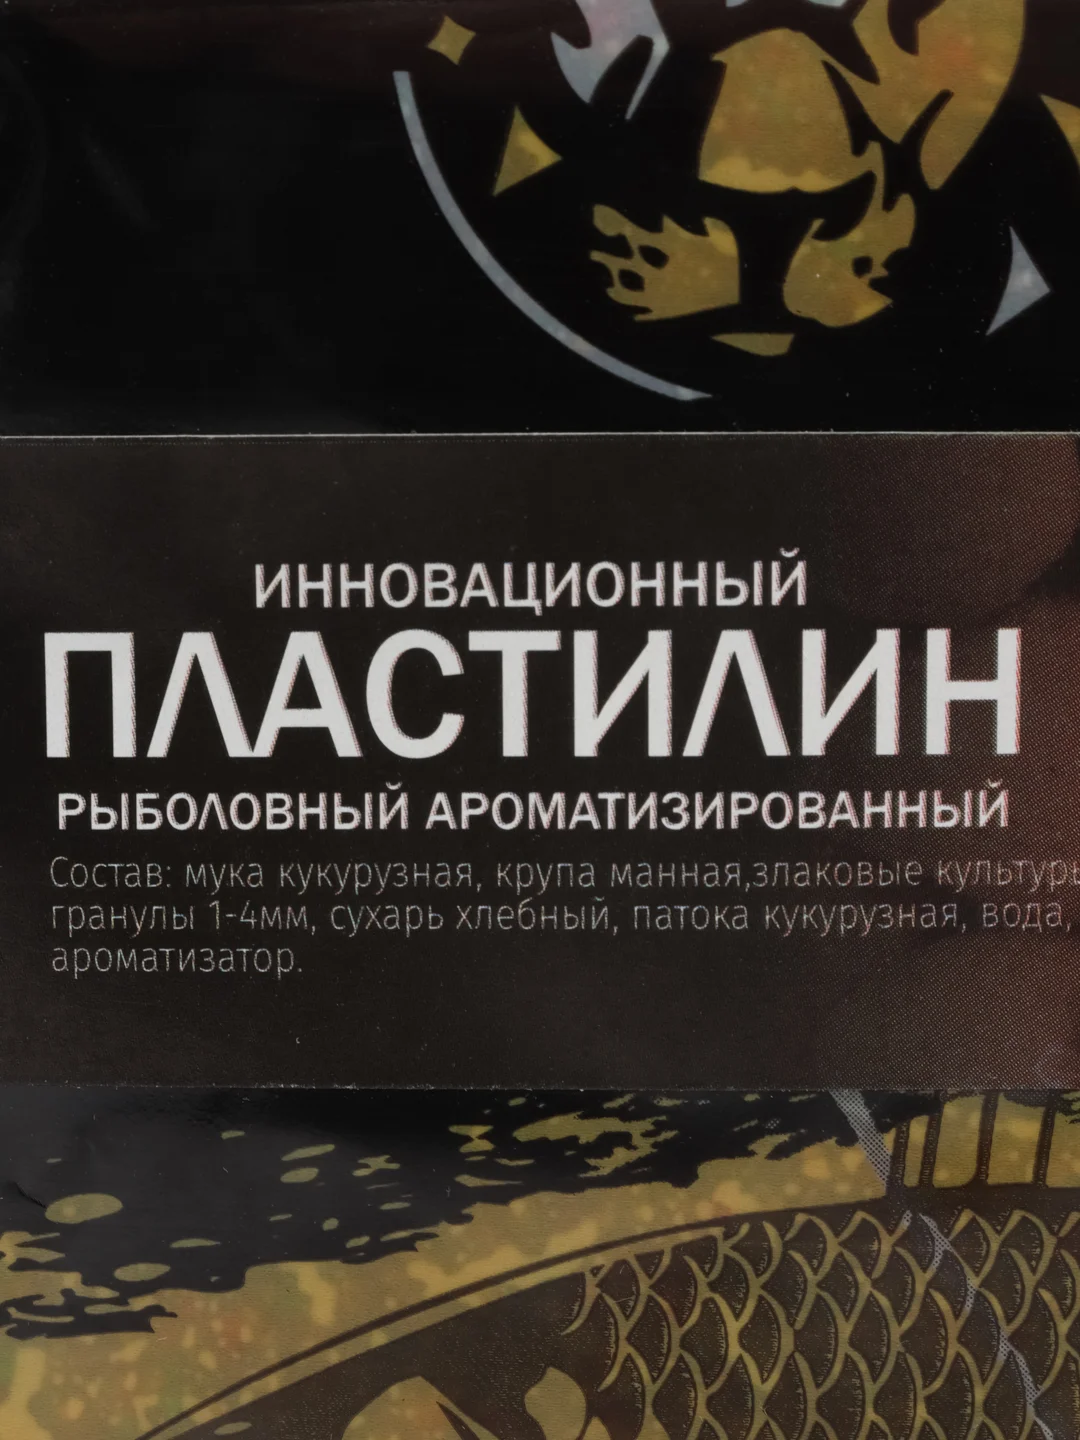 ИННОВАЦИОННЫЙ
ПЛАСТИЛИН
РЫБОЛОВНЫЙ АРОМАТИЗИРОВАННЫЙ
Состав: мука кукурузная, крупа манная,злаковые культуры
гранулы 1-4мм, сухарь хлебный, патока кукурузная, вода,
ароматизатор.